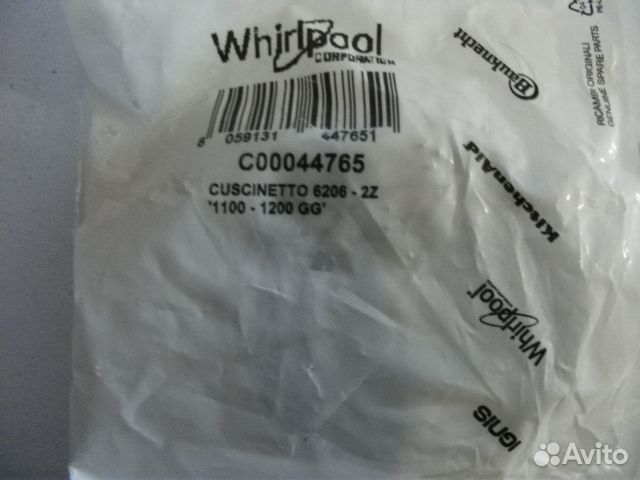 Whirlpool
CORPORATION
8 059131 447651
C00044765
CUSCINETTO 6206 - 2Z
'1100 - 1200 GG'
Bauknecht
RICAMBI ORIGINALI
GENUINE SPARE PARTS
KitchenAid
Whirlpool
IGNIS
Avito